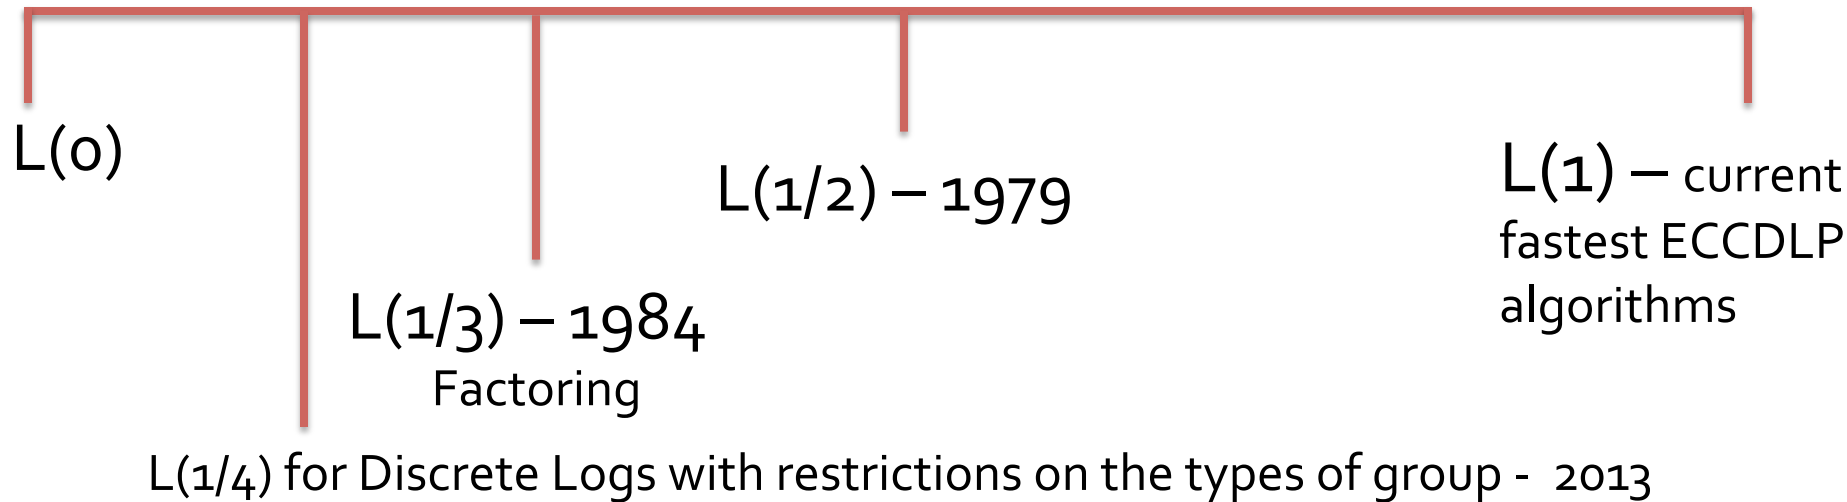 L(0)
L(1/2) – 1979
L(1) – current
fastest ECCDLP
algorithms
L(1/3) – 1984
Factoring
L(1/4) for Discrete Logs with restrictions on the types of group - 2013